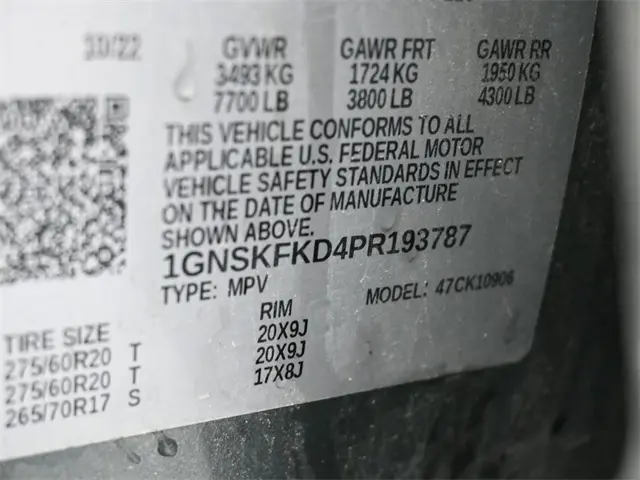 10/22 GVWR GAWR FRT GAWR RR
3493 KG 1724 KG 1950 KG
7700 LB 3800 LB 4300 LB
THIS VEHICLE CONFORMS TO ALL
APPLICABLE U.S. FEDERAL MOTOR
VEHICLE SAFETY STANDARDS IN EFFECT
ON THE DATE OF MANUFACTURE
SHOWN ABOVE.
1GNSKFKD4PR193787
TYPE: MPV MODEL: 47CK10906
TIRE SIZE RIM
275/60R20 T 20X9J
275/60R20 T 20X9J
265/70R17 S 17X8J